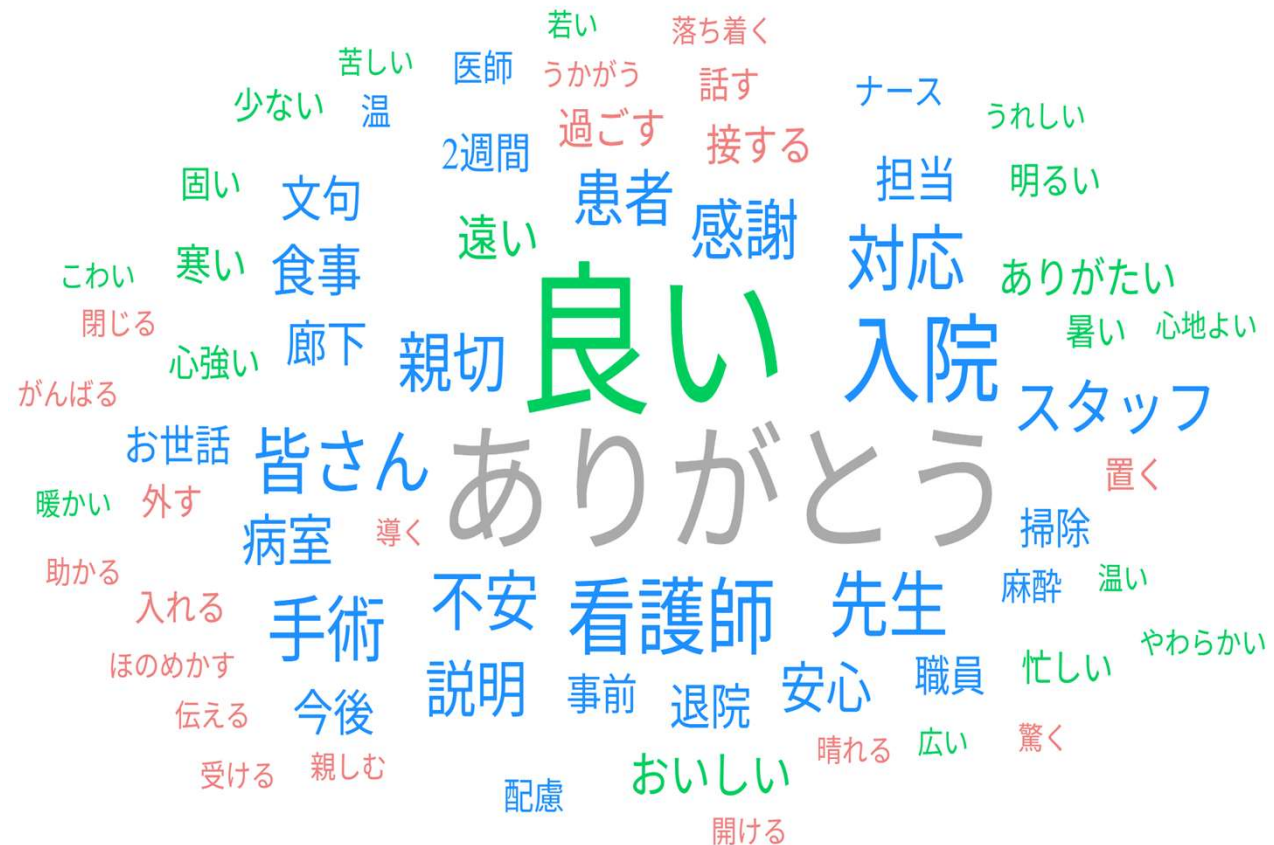 若い
落ち着く
苦しい
医師
うかがう
話す
ナース
少ない
温
過ごす
接する
うれしい
2週間
固い
文句
患者
感謝
担当
明るい
遠い
対応
こわい
寒い
食事
ありがたい
閉じる
廊下
心強い
親切
良い
入院
暑い
心地よい
がんばる
スタッフ
お世話
皆さん
ありがとう
置く
暖かい
外す
病室
導く
掃除
助かる
入れる
手術
不安
看護師
先生
麻酔
温い
ほのめかす
説明
事前
退院
安心
職員
忙しい
やわらかい
伝える
今後
晴れる
広い
驚く
受ける
親しむ
配慮
おいしい
開ける